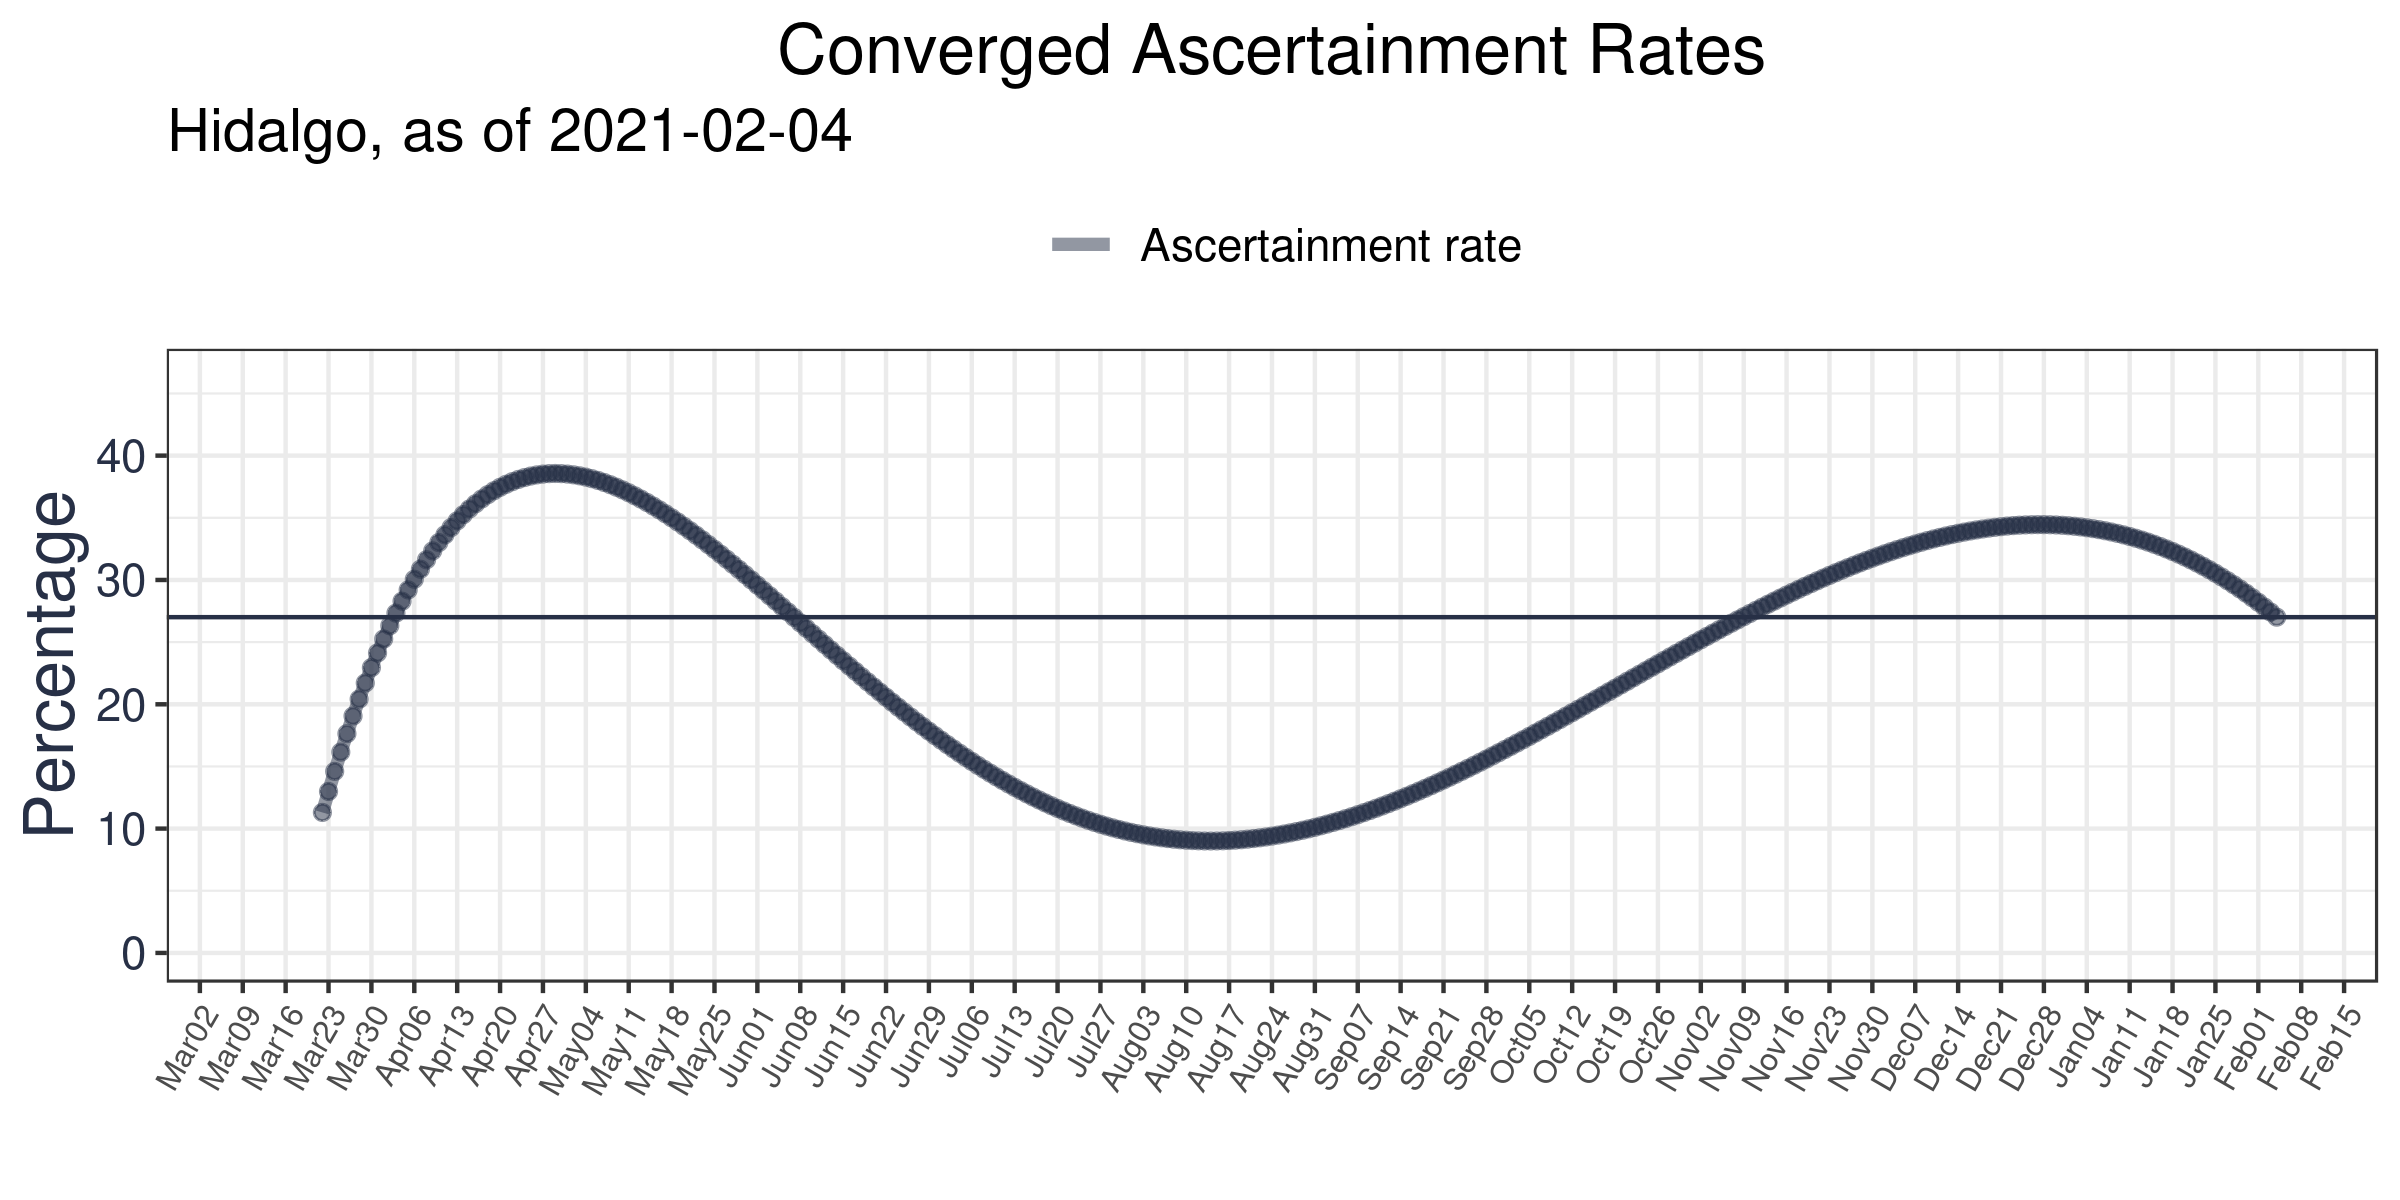 Converged Ascertainment Rates
Hidalgo, as of 2021-02-04
Ascertainment rate
Percentage
40
30
20
10
0
Mar02 Mar09 Mar16 Mar23 Mar30 Apr06 Apr13 Apr20 Apr27 May04 May11 May18 May25 Jun01 Jun08 Jun15 Jun22 Jun29 Jul06 Jul13 Jul20 Jul27 Aug03 Aug10 Aug17 Aug24 Aug31 Sep07 Sep14 Sep21 Sep28 Oct05 Oct12 Oct19 Oct26 Nov02 Nov09 Nov16 Nov23 Nov30 Dec07 Dec14 Dec21 Dec28 Jan04 Jan11 Jan18 Jan25 Feb01 Feb08 Feb15